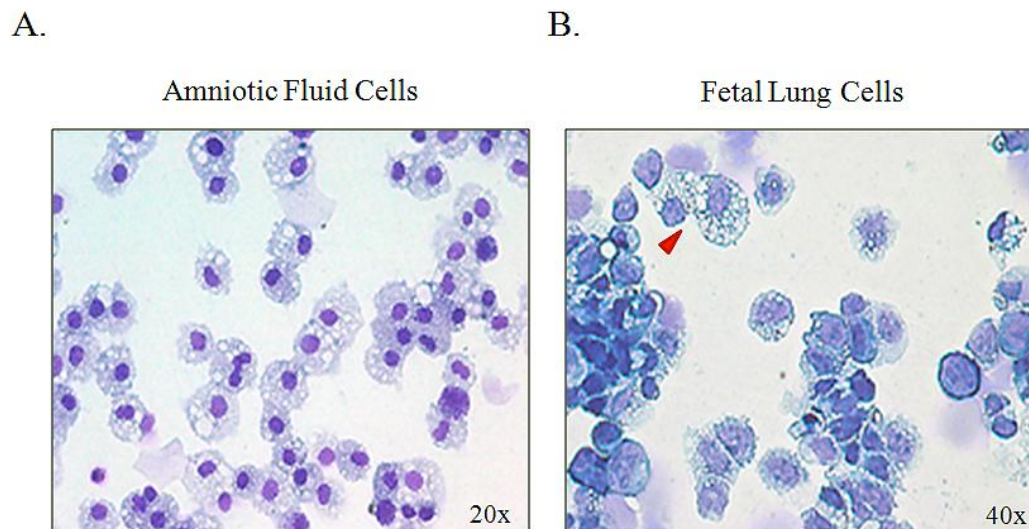 A.
B.
Amniotic Fluid Cells
Fetal Lung Cells
20x
40x